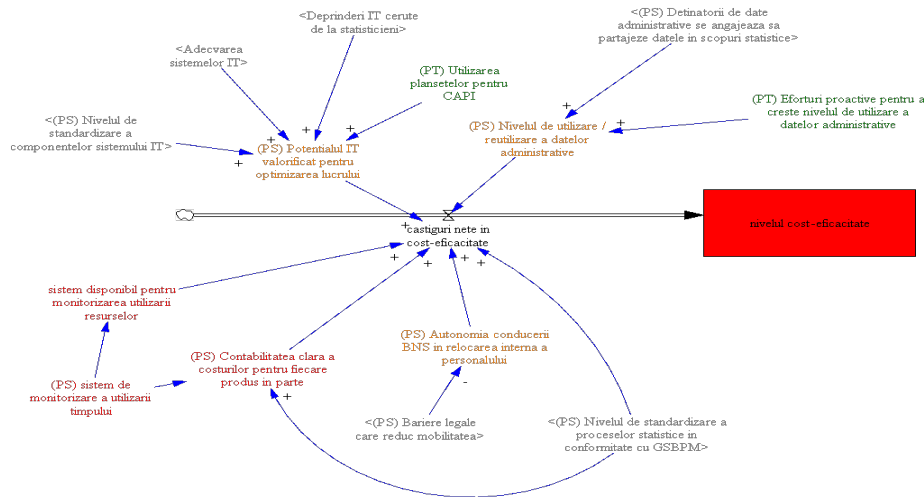 <Deprinderi IT cerute
de la statisticieni>
<(PS) Detinatorii de date
administrative se angajeaza sa
partajeze datele in scopuri statistice>
<Adecvarea
sistemelor IT>
(PT) Utilizarea
plansetelor pentru
CAPI
(PT) Eforturi proactive pentru a
creste nivelul de utilizare a
datelor administrative
<(PS) Nivelul de
standardizare a
componentelor sistemului IT>
+
+
+
+
+
+
+
(PS) Potentialul IT
valorificat pentru
optimizarea lucrului
(PS) Nivelul de utilizare /
reutilizare a datelor
administrative
nivelul cost-eficacitate
+
castiguri nete in
cost-eficacitate
+
+
+
+
sistem disponibil pentru
monitorizarea utilizarii
resurselor
(PS) Autonomia conducerii
BNS in relocarea interna a
personalului
(PS) Contabilitatea clara a
costurilor pentru fiecare
produs in parte
+
-
(PS) sistem de
monitorizare a utilizarii
timpului
<(PS) Bariere legale
care reduc mobilitatea>
<(PS) Nivelul de standardizare a
proceselor statistice in
conformitate cu GSBPM>